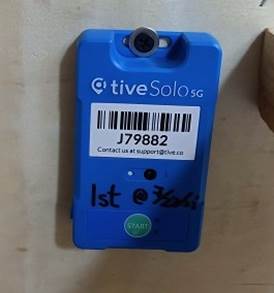 tive Solo 5G
J79882
Contact us at support@tive.co
1st @
START